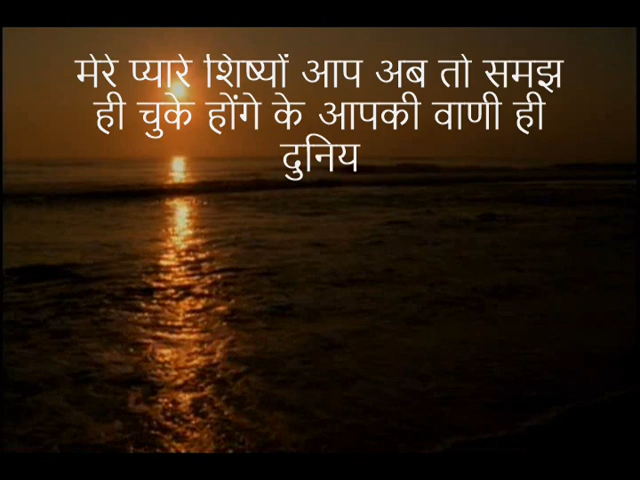 मेरे प्यारे शिष्यों आप अब तो समझ
ही चुके होंगे के आपकी वाणी ही
दुनिय